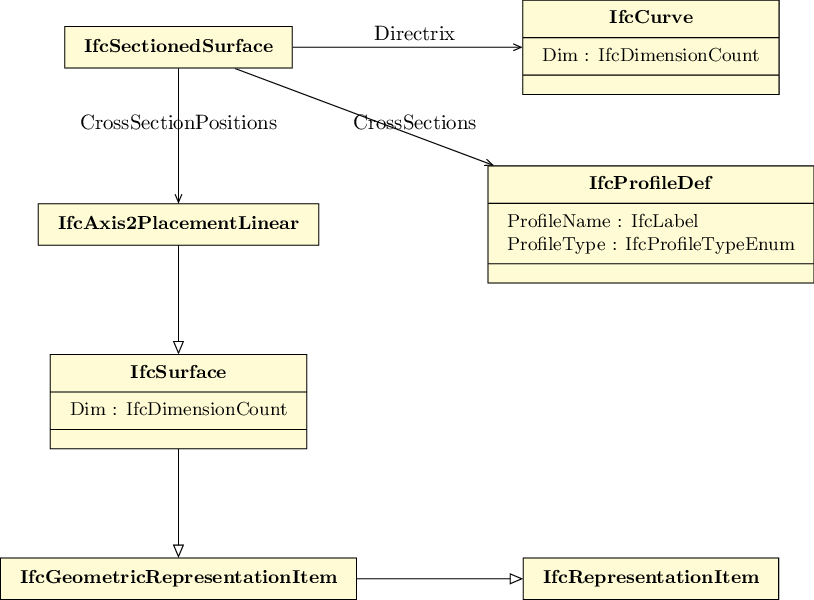 IfcSectionedSurface
Directrix
IfcCurve
Dim : IfcDimensionCount
CrossSectionPositions
CrossSections
IfcProfileDef
ProfileName : IfcLabel
ProfileType : IfcProfileTypeEnum
IfcAxis2PlacementLinear
IfcSurface
Dim : IfcDimensionCount
IfcGeometricRepresentationItem
IfcRepresentationItem